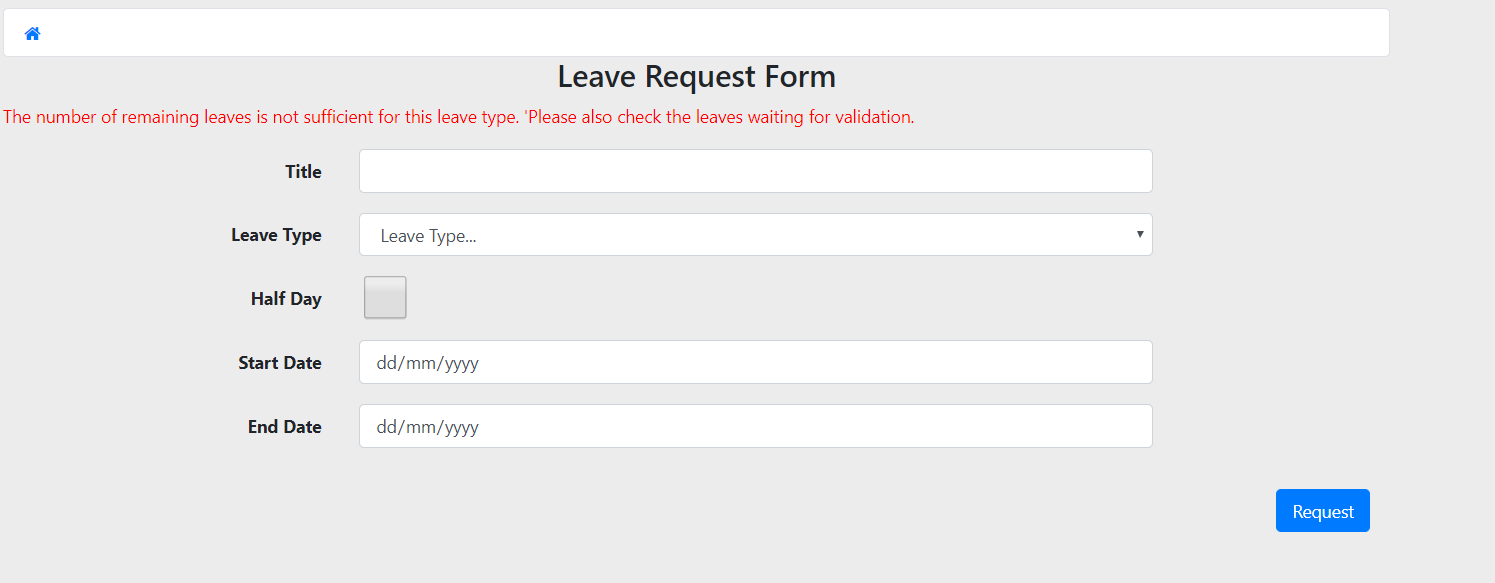 Leave Request Form
The number of remaining leaves is not sufficient for this leave type. 'Please also check the leaves waiting for validation.
Title
Leave Type Leave Type...
Half Day
Start Date dd/mm/yyyy
End Date dd/mm/yyyy
Request